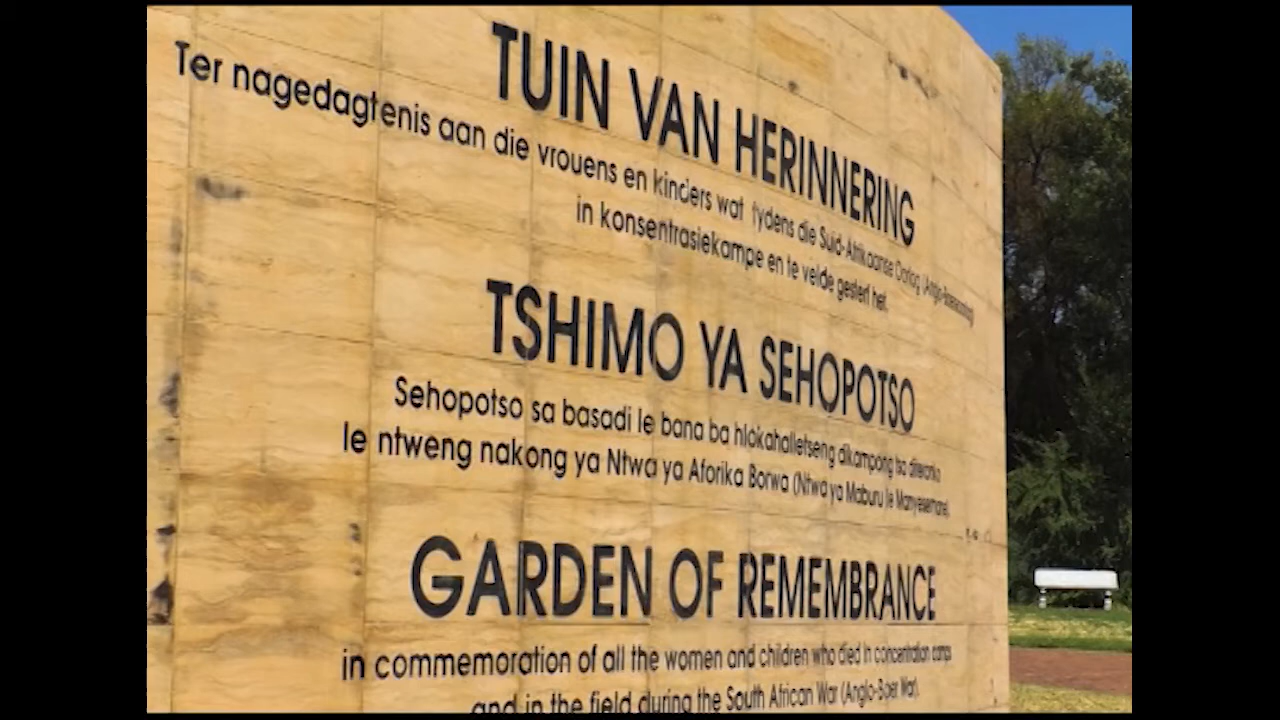 TUIN VAN HERINNERING
Ter nagedagtenis aan die vrouens en kinders wat tydens die Suid-Afrikaanse Oorlog (Anglo-Boereoorlog)
in konsentrasiekampe en te velde gesterf het.
TSHIMO YA SEHOPOTSO
Sehopotso sa basadi le bana ba hlokahalletseng dikampong tsa
le ntweng nakong ya Ntwa ya Aforika Borwa (Ntwa ya Maburu le Manyesemane)
GARDEN OF REMEMBRANCE
in commemoration of all the women and children who died in concentration camps
and in the field during the South African War (Anglo-Boer War).